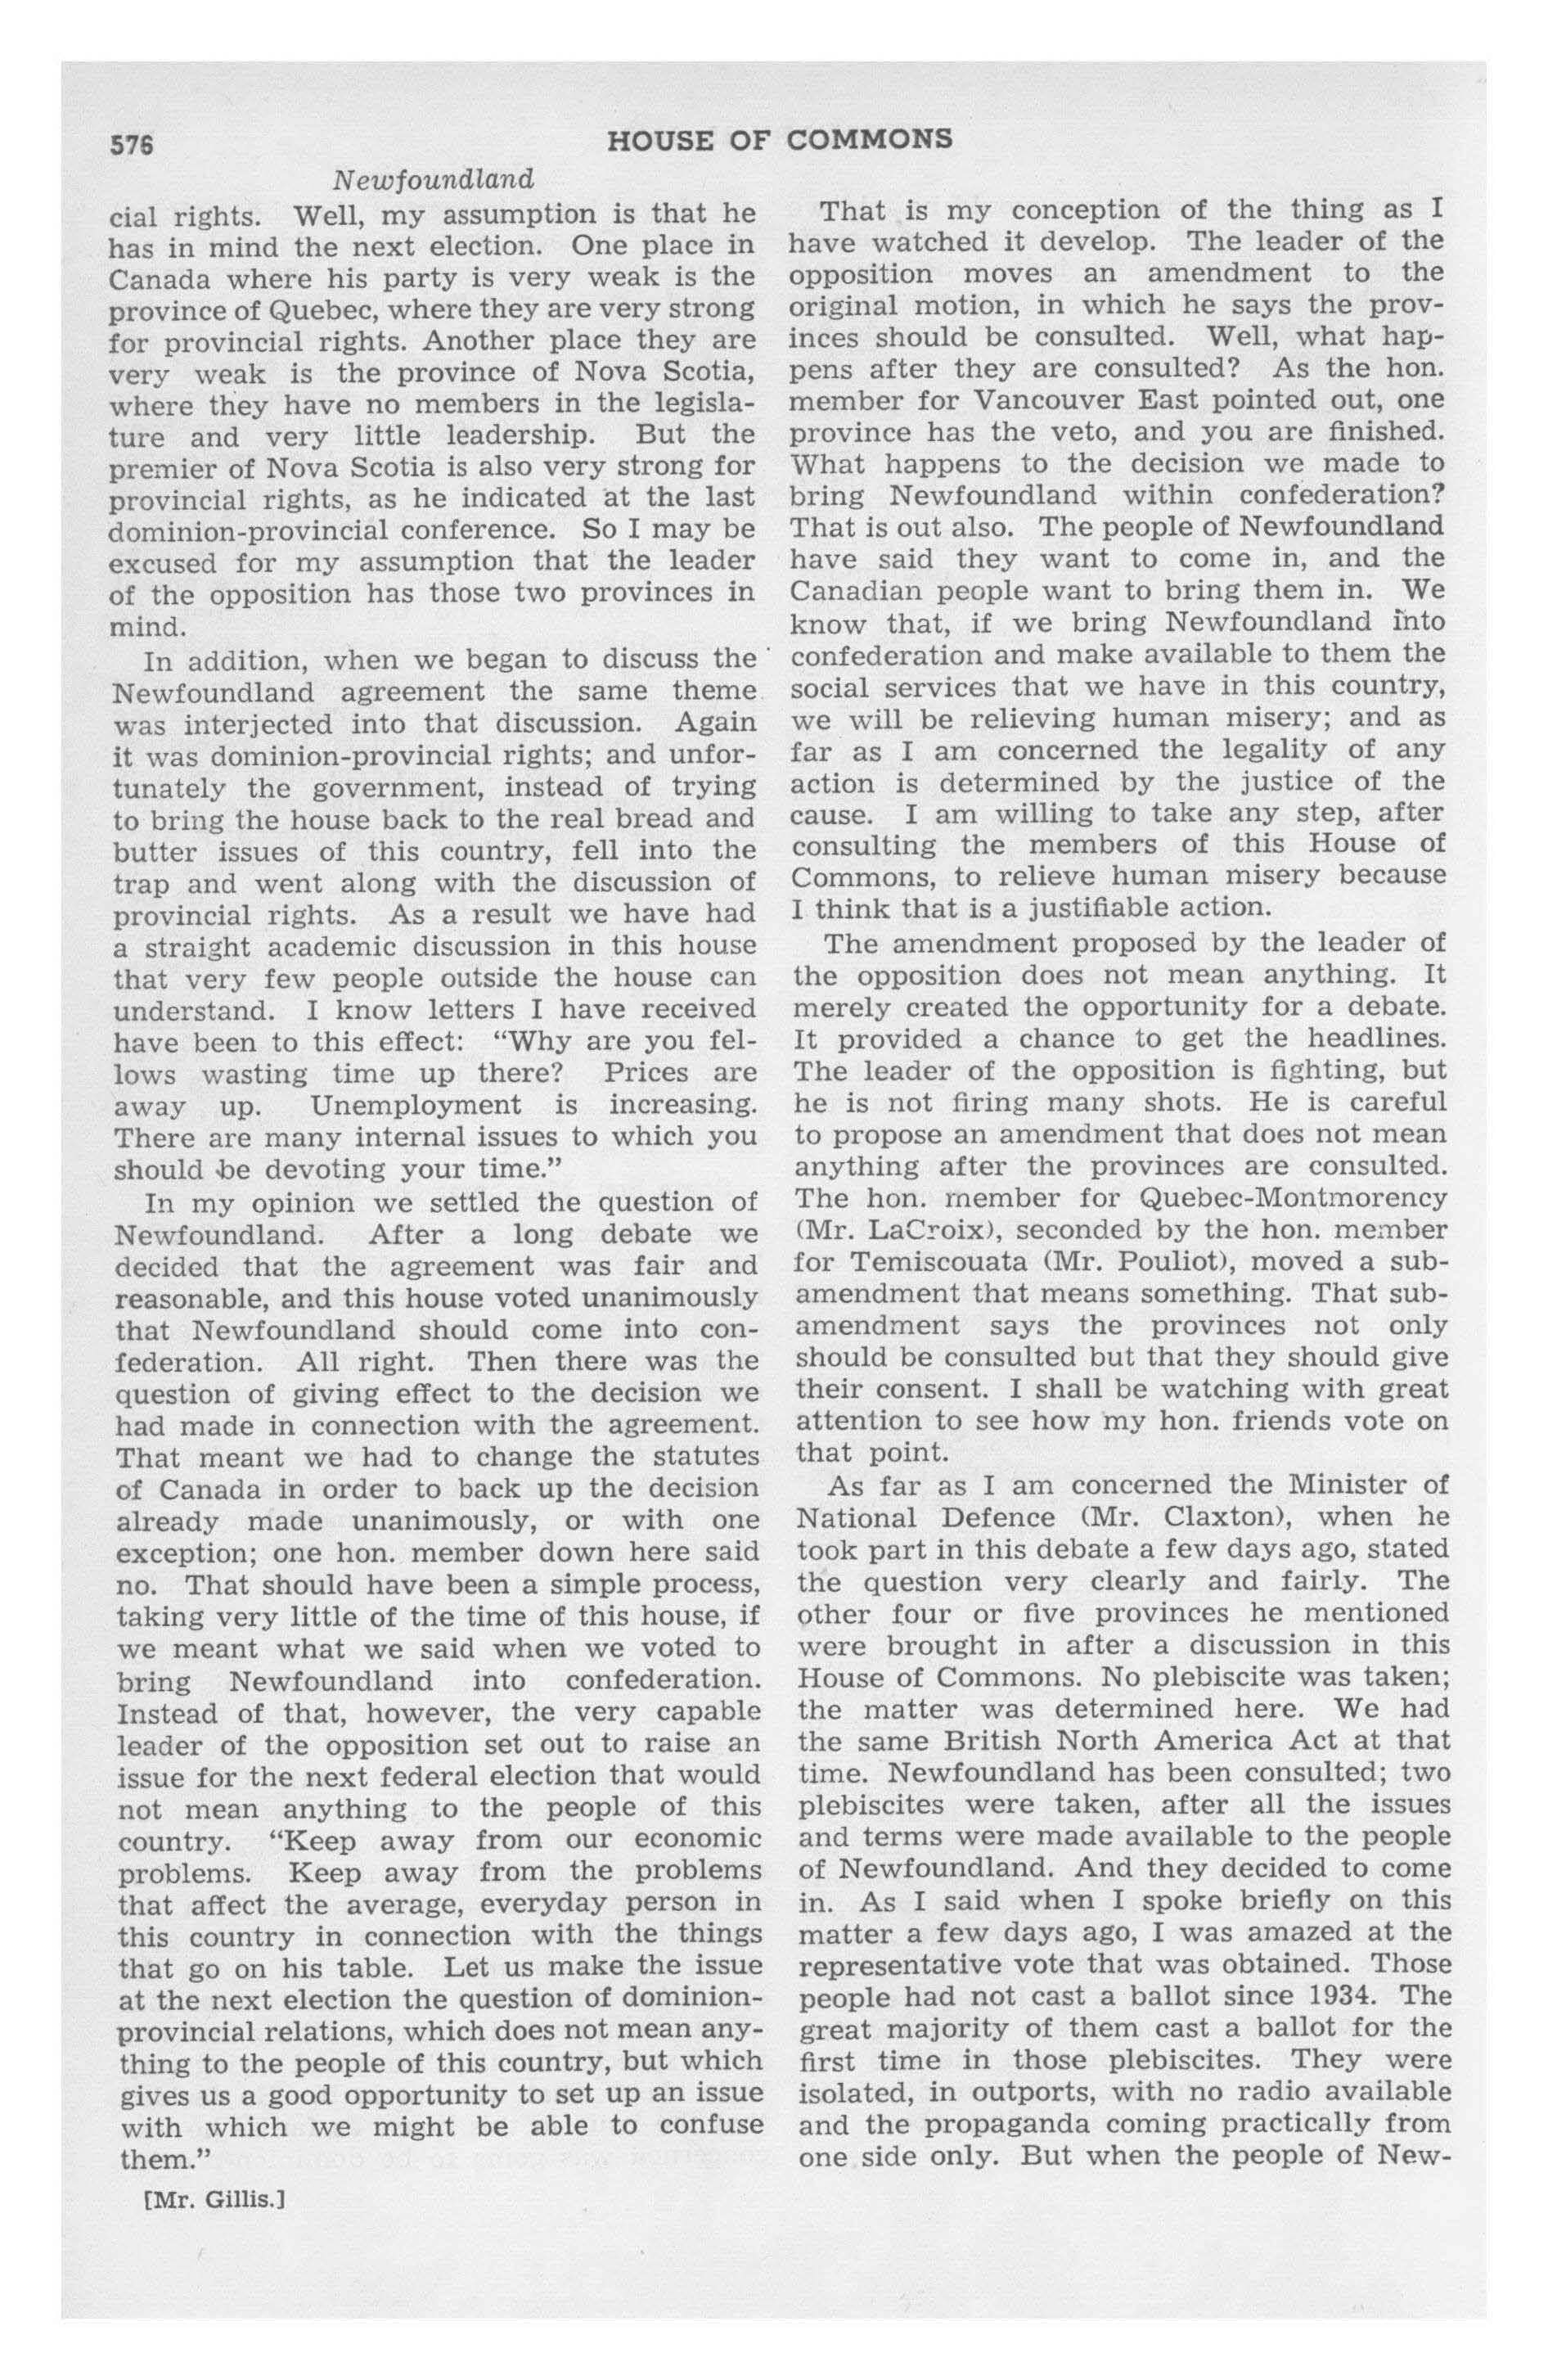 576
HOUSE OF COMMONS
Newfoundland
cial rights. Well, my assumption is that he
has in mind the next election. One place in
Canada where his party is very weak is the
province of Quebec, where they are very strong
for provincial rights. Another place they are
very weak is the province of Nova Scotia,
where they have no members in the legisla-
ture and very little leadership. But the
premier of Nova Scotia is also very strong for
provincial rights, as he indicated at the last
dominion-provincial conference. So I may be
excused for my assumption that the leader
of the opposition has those two provinces in
mind.
In addition, when we began to discuss the
Newfoundland agreement the same theme
was interjected into that discussion. Again
it was dominion-provincial rights; and unfor-
tunately the government, instead of trying
to bring the house back to the real bread and
butter issues of this country, fell into the
trap and went along with the discussion of
provincial rights. As a result we have had
a straight academic discussion in this house
that very few people outside the house can
understand. I know letters I have received
have been to this effect: "Why are you fel-
lows wasting time up there? Prices are
away up. Unemployment is increasing.
There are many internal issues to which you
should be devoting your time."
In my opinion we settled the question of
Newfoundland. After a long debate we
decided that the agreement was fair and
reasonable, and this house voted unanimously
that Newfoundland should come into con-
federation. All right. Then there was the
question of giving effect to the decision we
had made in connection with the agreement.
That meant we had to change the statutes
of Canada in order to back up the decision
already made unanimously, or with one
exception; one hon. member down here said
no. That should have been a simple process,
taking very little of the time of this house, if
we meant what we said when we voted to
bring Newfoundland into confederation.
Instead of that, however, the very capable
leader of the opposition set out to raise an
issue for the next federal election that would
not mean anything to the people of this
country. "Keep away from our economic
problems. Keep away from the problems
that affect the average, everyday person in
this country in connection with the things
that go on his table. Let us make the issue
at the next election the question of dominion-
provincial relations, which does not mean any-
thing to the people of this country, but which
gives us a good opportunity to set up an issue
with which we might be able to confuse
them."
[Mr. Gillis.]
That is my conception of the thing as I
have watched it develop. The leader of the
opposition moves an amendment to the
original motion, in which he says the prov-
inces should be consulted. Well, what hap-
pens after they are consulted? As the hon.
member for Vancouver East pointed out, one
province has the veto, and you are finished.
What happens to the decision we made to
bring Newfoundland within confederation?
That is out also. The people of Newfoundland
have said they want to come in, and the
Canadian people want to bring them in. We
know that, if we bring Newfoundland into
confederation and make available to them the
social services that we have in this country,
we will be relieving human misery; and as
far as I am concerned the legality of any
action is determined by the justice of the
cause. I am willing to take any step, after
consulting the members of this House of
Commons, to relieve human misery because
I think that is a justifiable action.
The amendment proposed by the leader of
the opposition does not mean anything. It
merely created the opportunity for a debate.
It provided a chance to get the headlines.
The leader of the opposition is fighting, but
he is not firing many shots. He is careful
to propose an amendment that does not mean
anything after the provinces are consulted.
The hon. member for Quebec-Montmorency
(Mr. LaCroix), seconded by the hon. member
for Temiscouata (Mr. Pouliot), moved a sub-
amendment that means something. That sub-
amendment says the provinces not only
should be consulted but that they should give
their consent. I shall be watching with great
attention to see how my hon. friends vote on
that point.
As far as I am concerned the Minister of
National Defence (Mr. Claxton), when he
took part in this debate a few days ago, stated
the question very clearly and fairly. The
other four or five provinces he mentioned
were brought in after a discussion in this
House of Commons. No plebiscite was taken;
the matter was determined here. We had
the same British North America Act at that
time. Newfoundland has been consulted; two
plebiscites were taken, after all the issues
and terms were made available to the people
of Newfoundland. And they decided to come
in. As I said when I spoke briefly on this
matter a few days ago, I was amazed at the
representative vote that was obtained. Those
people had not cast a ballot since 1934. The
great majority of them cast a ballot for the
first time in those plebiscites. They were
isolated, in outports, with no radio available
and the propaganda coming practically from
one side only. But when the people of New-